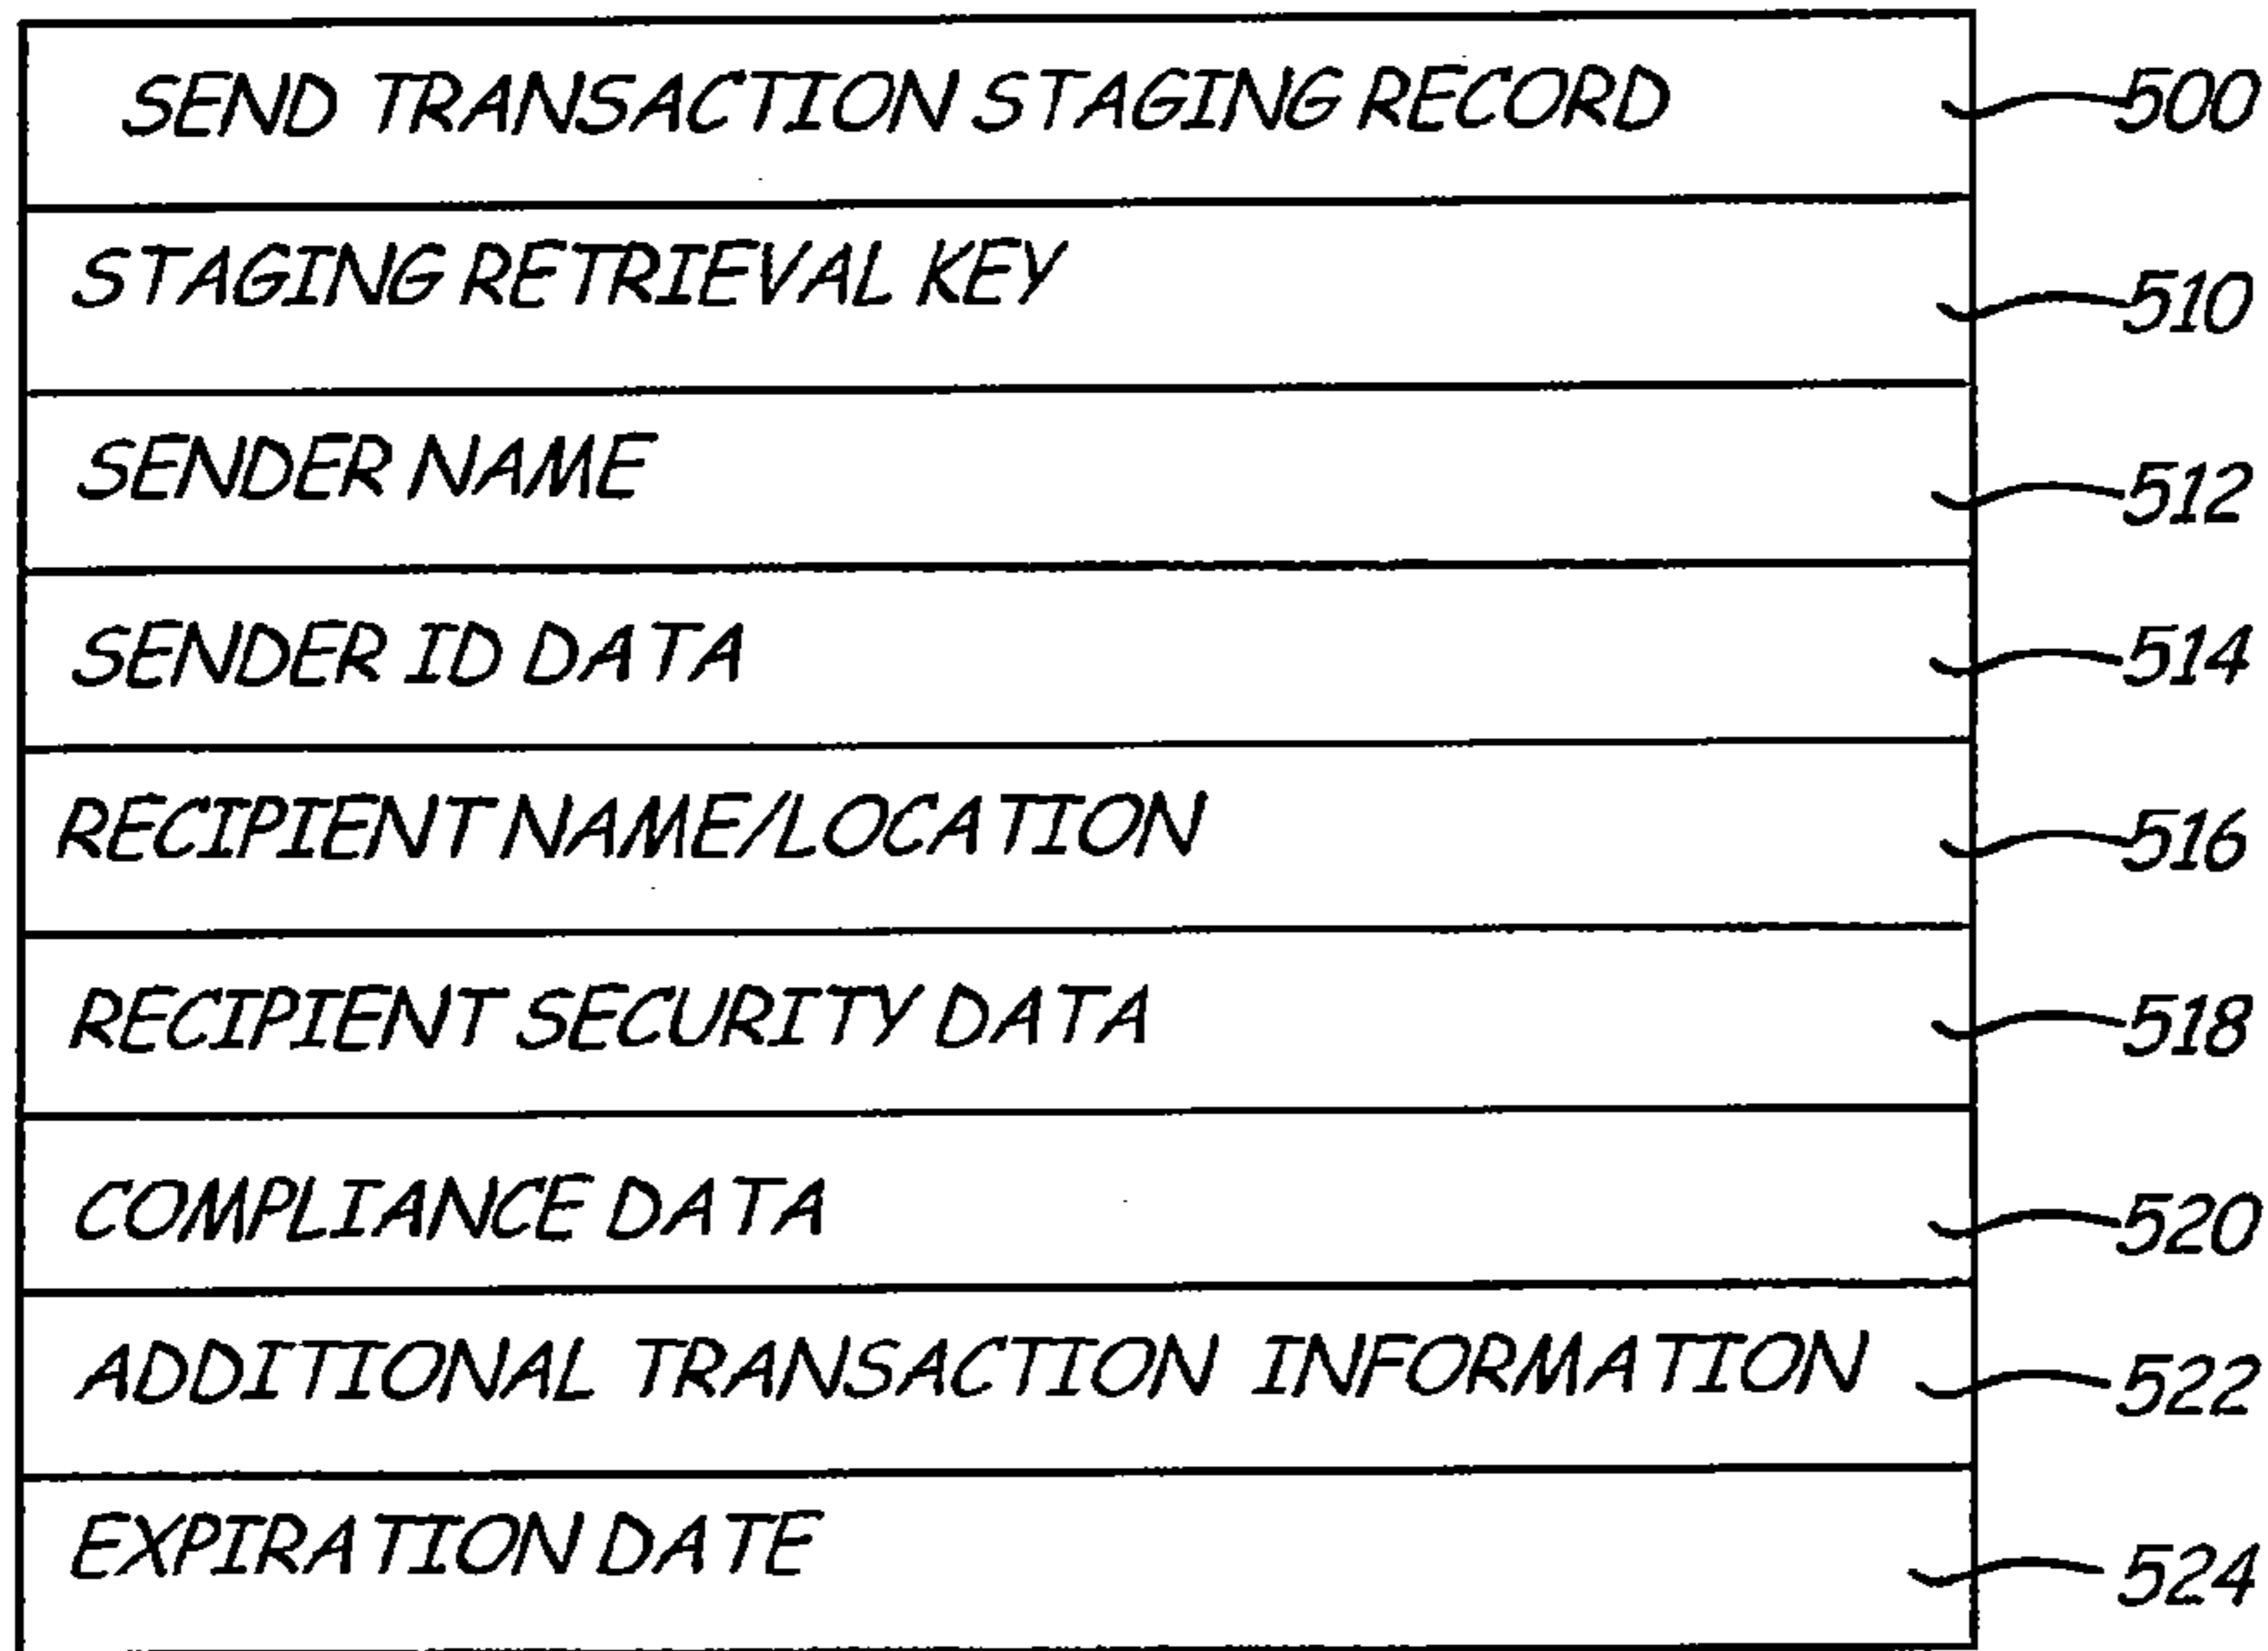 SEND TRANSACTION STAGING RECORD 500
STAGING RETRIEVAL KEY 510
SENDER NAME 512
SENDER ID DATA 514
RECIPIENT NAME/LOCATION 516
RECIPIENT SECURITY DATA 518
COMPLIANCE DATA 520
ADDITIONAL TRANSACTION INFORMATION 522
EXPIRATION DATE 524